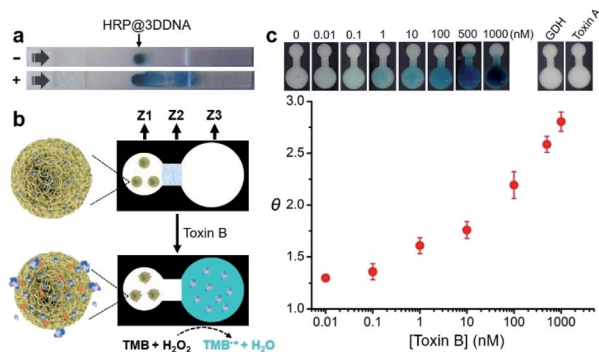 a
HRP@3DDNA
−
+
b
Z1 Z2 Z3
Toxin B
TMB + H₂O₂ TMB•+ + H₂O
c
0 0.01 0.1 1 10 100 500 1000 (nM)
GDH
Toxin A
3.0
2.5
2.0
1.5
1.0
θ
0.01 0.1 1 10 100 1000
[Toxin B] (nM)